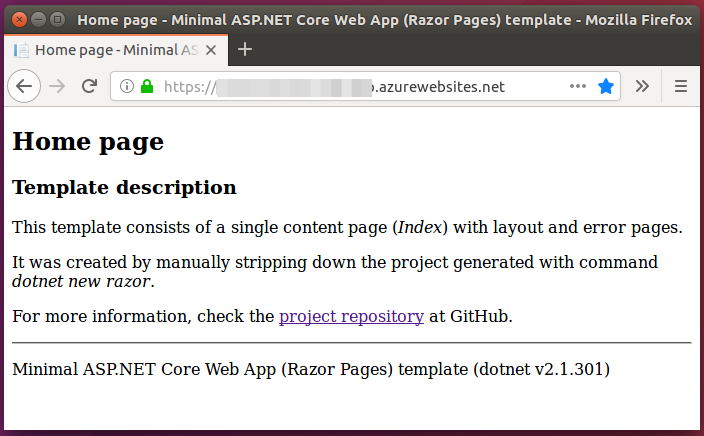 Home page - Minimal ASP.NET Core Web App (Razor Pages) template - Mozilla Firefox
Home page - Minimal AS
https:// .azurewebsites.net
Home page
Template description
This template consists of a single content page (Index) with layout and error pages.
It was created by manually stripping down the project generated with command
dotnet new razor.
For more information, check the project repository at GitHub.
Minimal ASP.NET Core Web App (Razor Pages) template (dotnet v2.1.301)